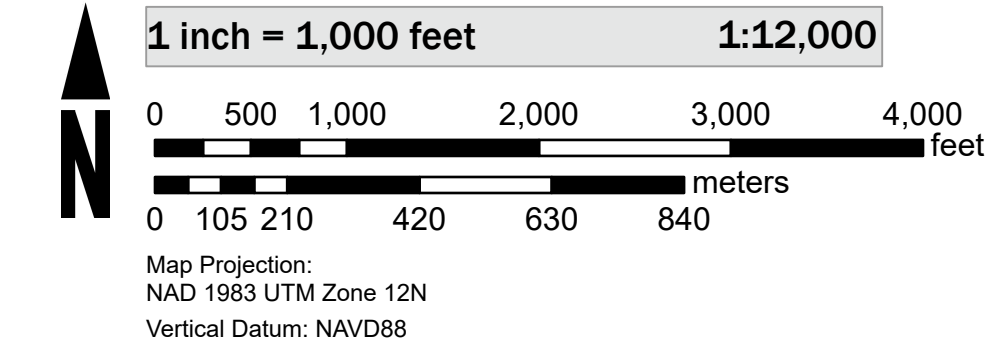 1 inch = 1,000 feet 1:12,000
0 500 1,000 2,000 3,000 4,000
feet
meters
0 105 210 420 630 840
N
Map Projection:
NAD 1983 UTM Zone 12N
Vertical Datum: NAVD88